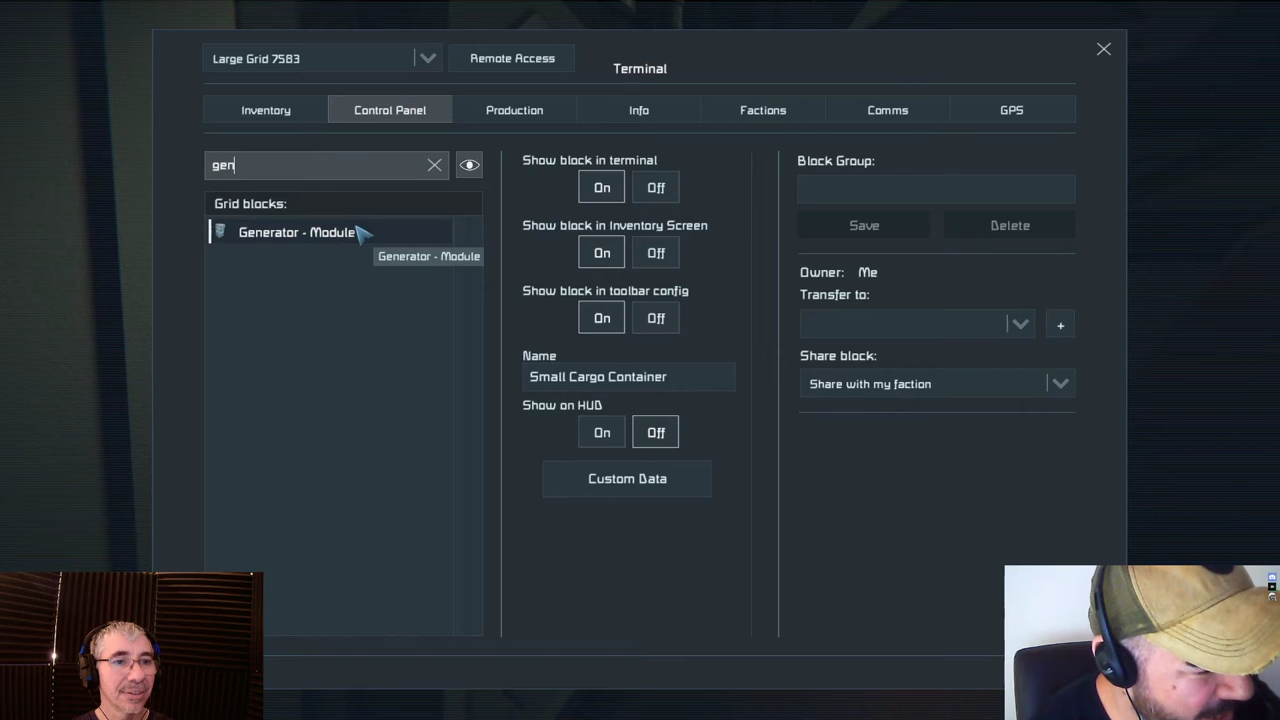 Large Grid 7583
Remote Access
Terminal
Inventory
Control Panel
Production
Info
Factions
Comms
GPS
gen
Grid blocks:
Generator - Module
Generator - Module
Show block in terminal
On
Off
Show block in Inventory Screen
On
Off
Show block in toolbar config
On
Off
Name
Small Cargo Container
Show on HUD
On
Off
Custom Data
Block Group:
Save
Delete
Owner: Me
Transfer to:
+
Share block:
Share with my faction